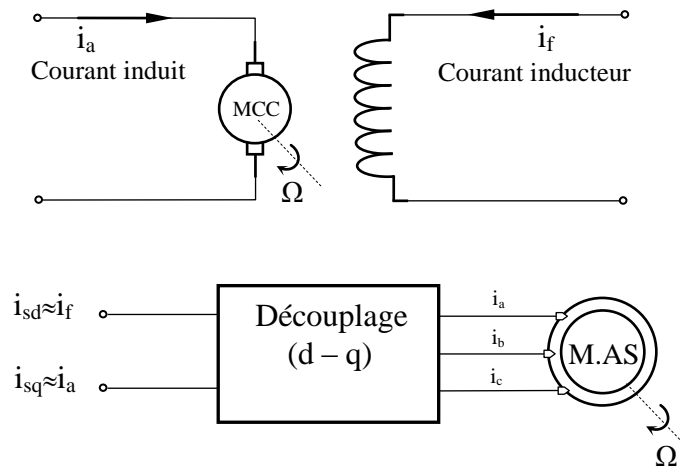 i_a
Courant induit
i_f
Courant inducteur
MCC
Ω
i_sd≈i_f
i_sq≈i_a
Découplage
(d – q)
i_a
i_b
i_c
M.AS
Ω